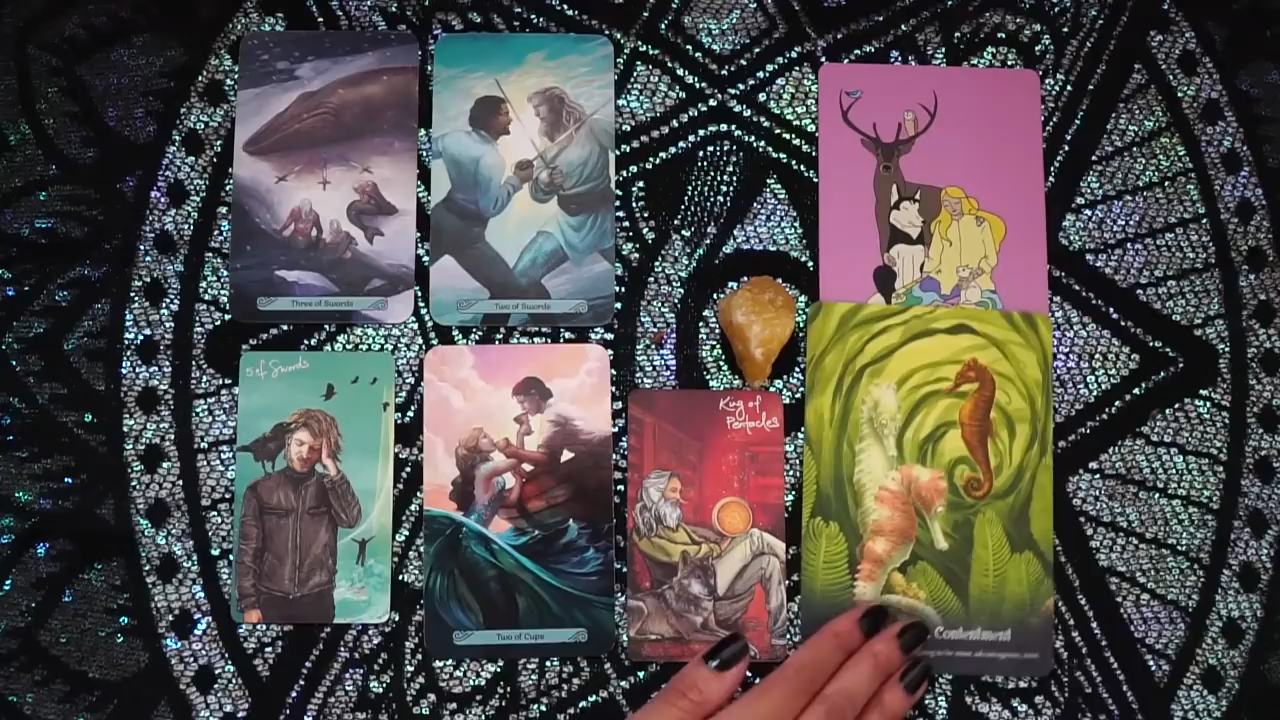 Three of Swords
Two of Swords
5 of Swords
King of
Pentacles
Two of Cups
Contentment